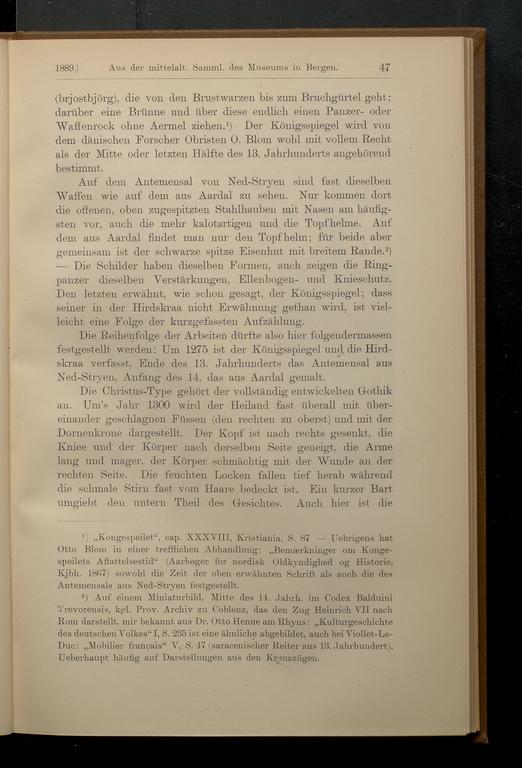 1889.] Aus der mittelalt. Samml. des Museums in Bergen. 47
(brjostbjörg), die von den Brustwarzen bis zum Bruchgürtel geht;
darüber eine Brünne und über diese endlich einen Panzer- oder
Waffenrock ohne Aermel ziehen.¹) Der Königsspiegel wird von
dem dänischen Forscher Obristen O. Blom wohl mit vollem Recht
als der Mitte oder letzten Hälfte des 13. Jahrhunderts angehörend
bestimmt.
Auf dem Antemensal von Ned-Stryen sind fast dieselben
Waffen wie auf dem aus Aardal zu sehen. Nur kommen dort
die offenen, oben zugespitzten Stahlhauben mit Nasen am häufig-
sten vor, auch die mehr kalotartigen und die Topfhelme. Auf
dem aus Aardal findet man nur den Topfhelm; für beide aber
gemeinsam ist der schwarze spitze Eisenhut mit breitem Rande.²)
— Die Schilder haben dieselben Formen, auch zeigen die Ring-
panzer dieselben Verstärkungen, Ellenbogen- und Knieschutz.
Den letzten erwähnt, wie schon gesagt, der Königsspiegel; dass
seiner in der Hirdskraa nicht Erwähnung gethan wird, ist viel-
leicht eine Folge der kurzgefassten Aufzählung.
Die Reihenfolge der Arbeiten dürfte also hier folgendermassen
festgestellt werden: Um 1275 ist der Königsspiegel und die Hird-
skraa verfasst, Ende des 13. Jahrhunderts das Antemensal aus
Ned-Stryen, Anfang des 14. das aus Aardal gemalt.
Die Christus-Type gehört der vollständig entwickelten Gothik
an. Um's Jahr 1300 wird der Heiland fast überall mit über-
einander geschlagnen Füssen (den rechten zu oberst) und mit der
Dornenkrone dargestellt. Der Kopf ist nach rechts gesenkt, die
Kniee und der Körper nach derselben Seite geneigt, die Arme
lang und mager, der Körper schmächtig mit der Wunde an der
rechten Seite. Die feuchten Locken fallen tief herab während
die schmale Stirn fast vom Haare bedeckt ist. Ein kurzer Bart
umgiebt den untern Theil des Gesichtes. Auch hier ist die
¹) „Kongespeilet“, cap. XXXVIII, Kristiania, S. 87 — Uebrigens hat
Otto Blom in einer trefflichen Abhandlung: „Bemærkninger om Konge-
speilets Affattelsestid“ (Aarbøger for nordisk Oldkyndighed og Historie,
Kjbh. 1867) sowohl die Zeit der oben erwähnten Schrift als auch die des
Antemensals aus Ned-Stryen festgestellt.
²) Auf einem Miniaturbild, Mitte des 14. Jahrh. im Codex Balduini
Trevorensis, kgl. Prov. Archiv zu Coblenz, das den Zug Heinrich VII nach
Rom darstellt. mir bekannt aus Dr. Otto Henne am Rhyns: „Kulturgeschichte
des deutschen Volkes“ I, S. 235 ist eine ähnliche abgebildet, auch bei Viollet-Le-
Duc: „Mobilier français“ V, S. 47 (saracenischer Reiter aus 13. Jahrhundert).
Ueberhaupt häufig auf Darstellungen aus den Kreuzzügen.